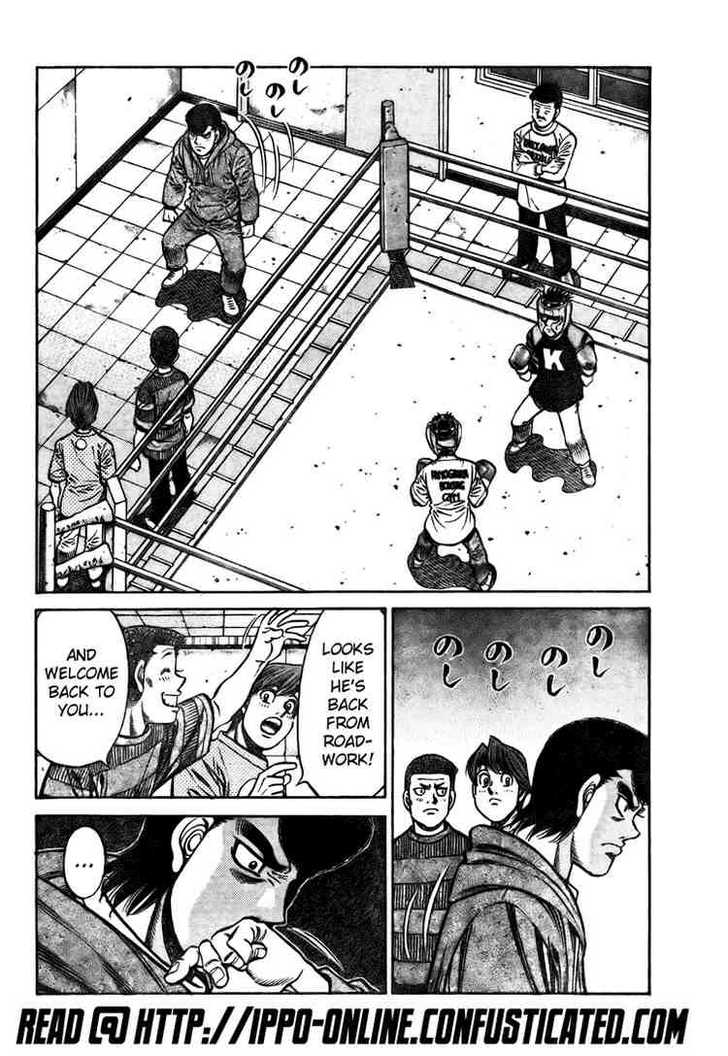 のし
のし
のし
K
AND
WELCOME
BACK TO
YOU...
LOOKS
LIKE
HE'S
BACK
FROM
ROAD-
WORK!
のし
のし
のし
のし
...
READ @ HTTP://IPPO-ONLINE.CONFUSTICATED.COM